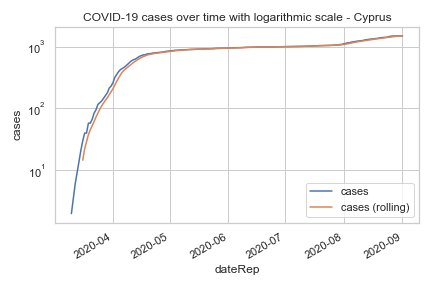 COVID-19 cases over time with logarithmic scale - Cyprus
cases
10³
10²
10¹
cases
cases (rolling)
2020-04
2020-05
2020-06
2020-07
2020-08
2020-09
dateRep